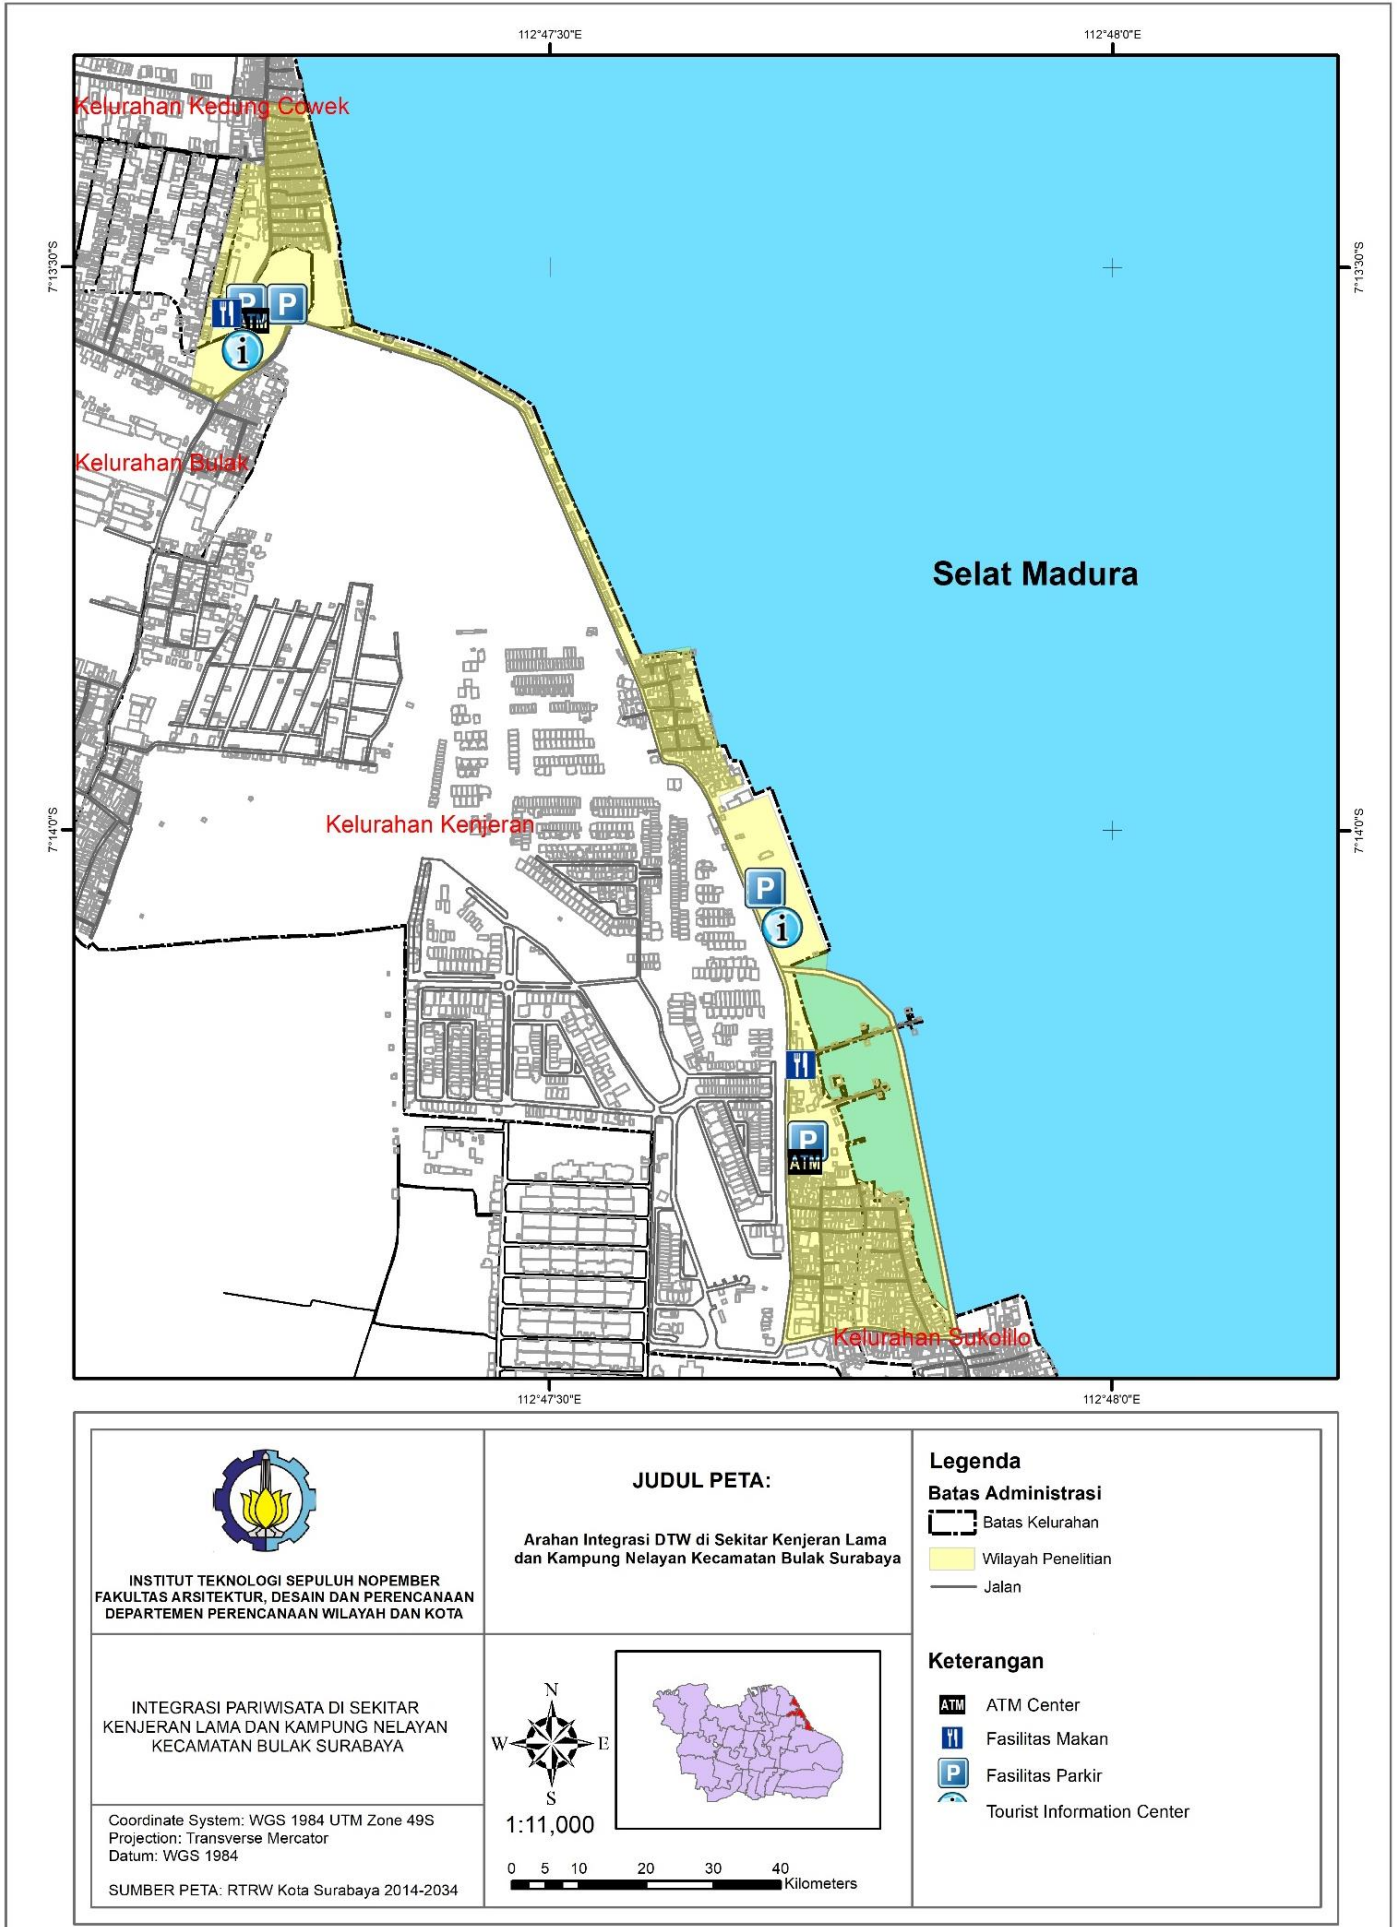 112°47'30"E
112°48'0"E
Kelurahan Kedung Cowek
7°13'30"S
7°13'30"S
P
P
ATM
i
Kelurahan Bulak
Selat Madura
7°14'0"S
7°14'0"S
Kelurahan Kenjeran
P
i
P
ATM
Kelurahan Sukolilo
112°47'30"E
112°48'0"E
INSTITUT TEKNOLOGI SEPULUH NOPEMBER
FAKULTAS ARSITEKTUR, DESAIN DAN PERENCANAAN
DEPARTEMEN PERENCANAAN WILAYAH DAN KOTA
JUDUL PETA:
Arahan Integrasi DTW di Sekitar Kenjeran Lama
dan Kampung Nelayan Kecamatan Bulak Surabaya
Legenda
Batas Administrasi
Batas Kelurahan
Wilayah Penelitian
Jalan
INTEGRASI PARIWISATA DI SEKITAR
KENJERAN LAMA DAN KAMPUNG NELAYAN
KECAMATAN BULAK SURABAYA
N
W E
S
1:11,000
0 5 10 20 30 40
Kilometers
Keterangan
ATM ATM Center
Fasilitas Makan
P Fasilitas Parkir
Tourist Information Center
Coordinate System: WGS 1984 UTM Zone 49S
Projection: Transverse Mercator
Datum: WGS 1984
SUMBER PETA: RTRW Kota Surabaya 2014-2034